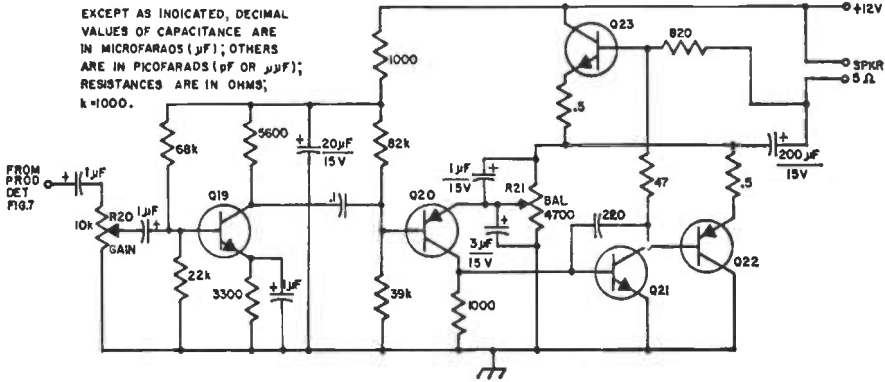 EXCEPT AS INDICATED, DECIMAL
VALUES OF CAPACITANCE ARE
IN MICROFARADS (μF); OTHERS
ARE IN PICOFARADS (pF OR μμF);
RESISTANCES ARE IN OHMS;
k=1000.
Q23
+12V
820
SPKR
5Ω
1000
.5
68k
5600
+ 20μF
15V
82k
FROM
PROD
DET
FIG.7
+ 1μF
R20
10k
GAIN
1μF
+
Q19
.1
1μF
15V
+
Q20
R21
BAL
4700
+
3μF
15V
220
47
+
200μF
15V
.5
Q22
Q21
22k
3300
+ 1μF
39k
1000